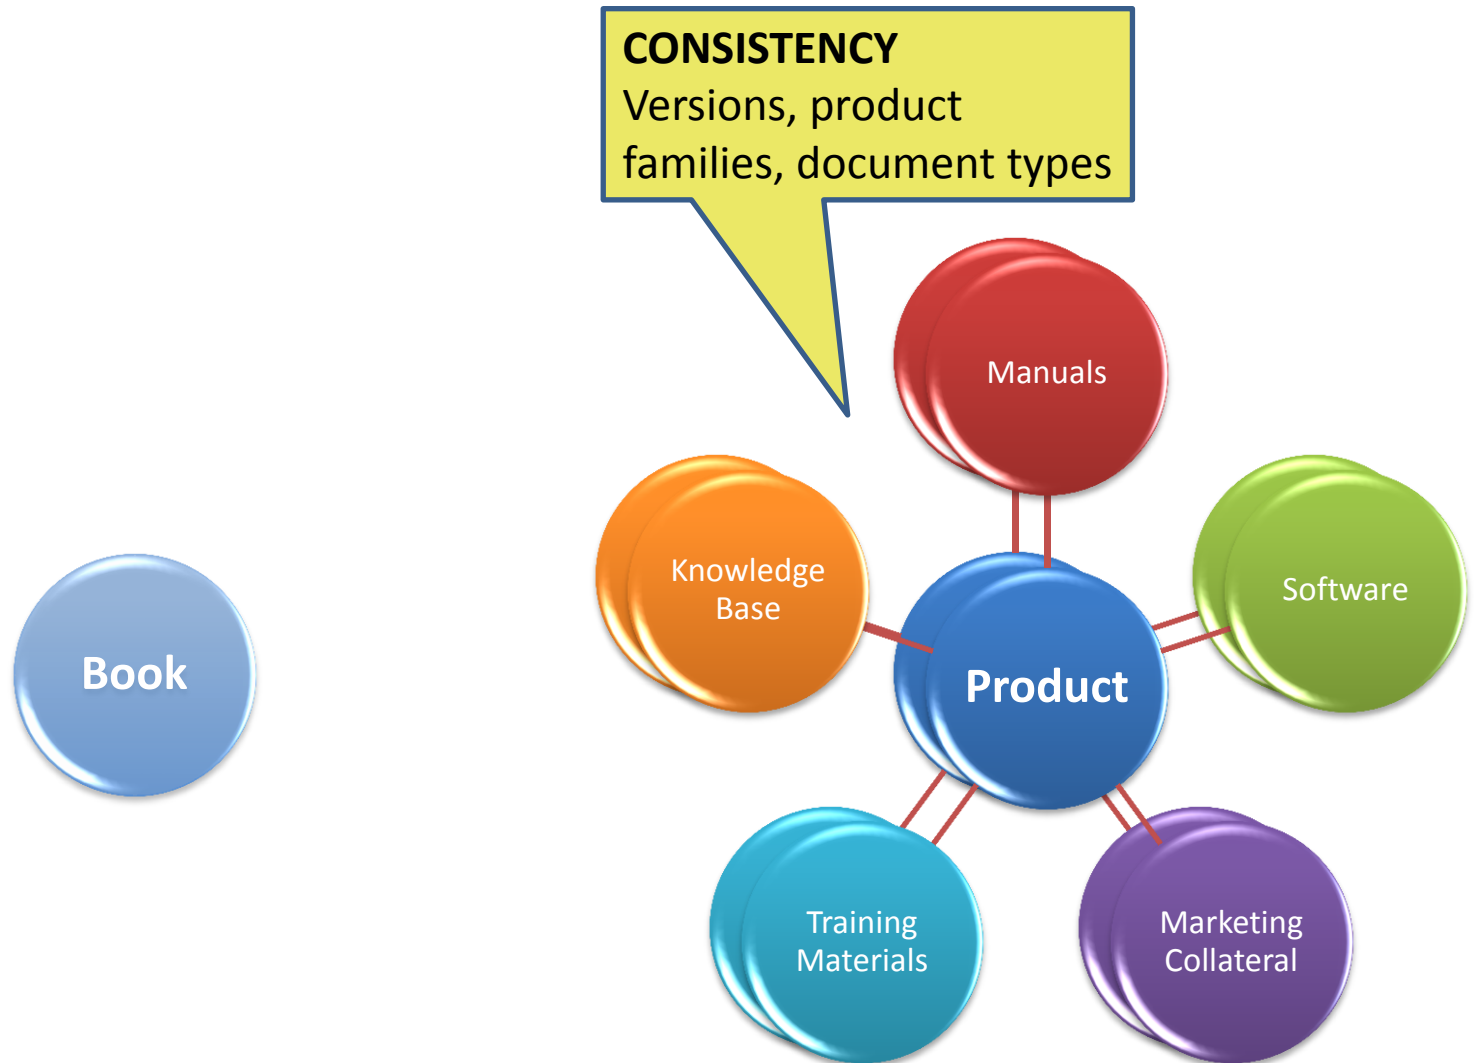 CONSISTENCY
Versions, product
families, document types
Manuals
Knowledge
Base
Software
Book
Product
Training
Materials
Marketing
Collateral